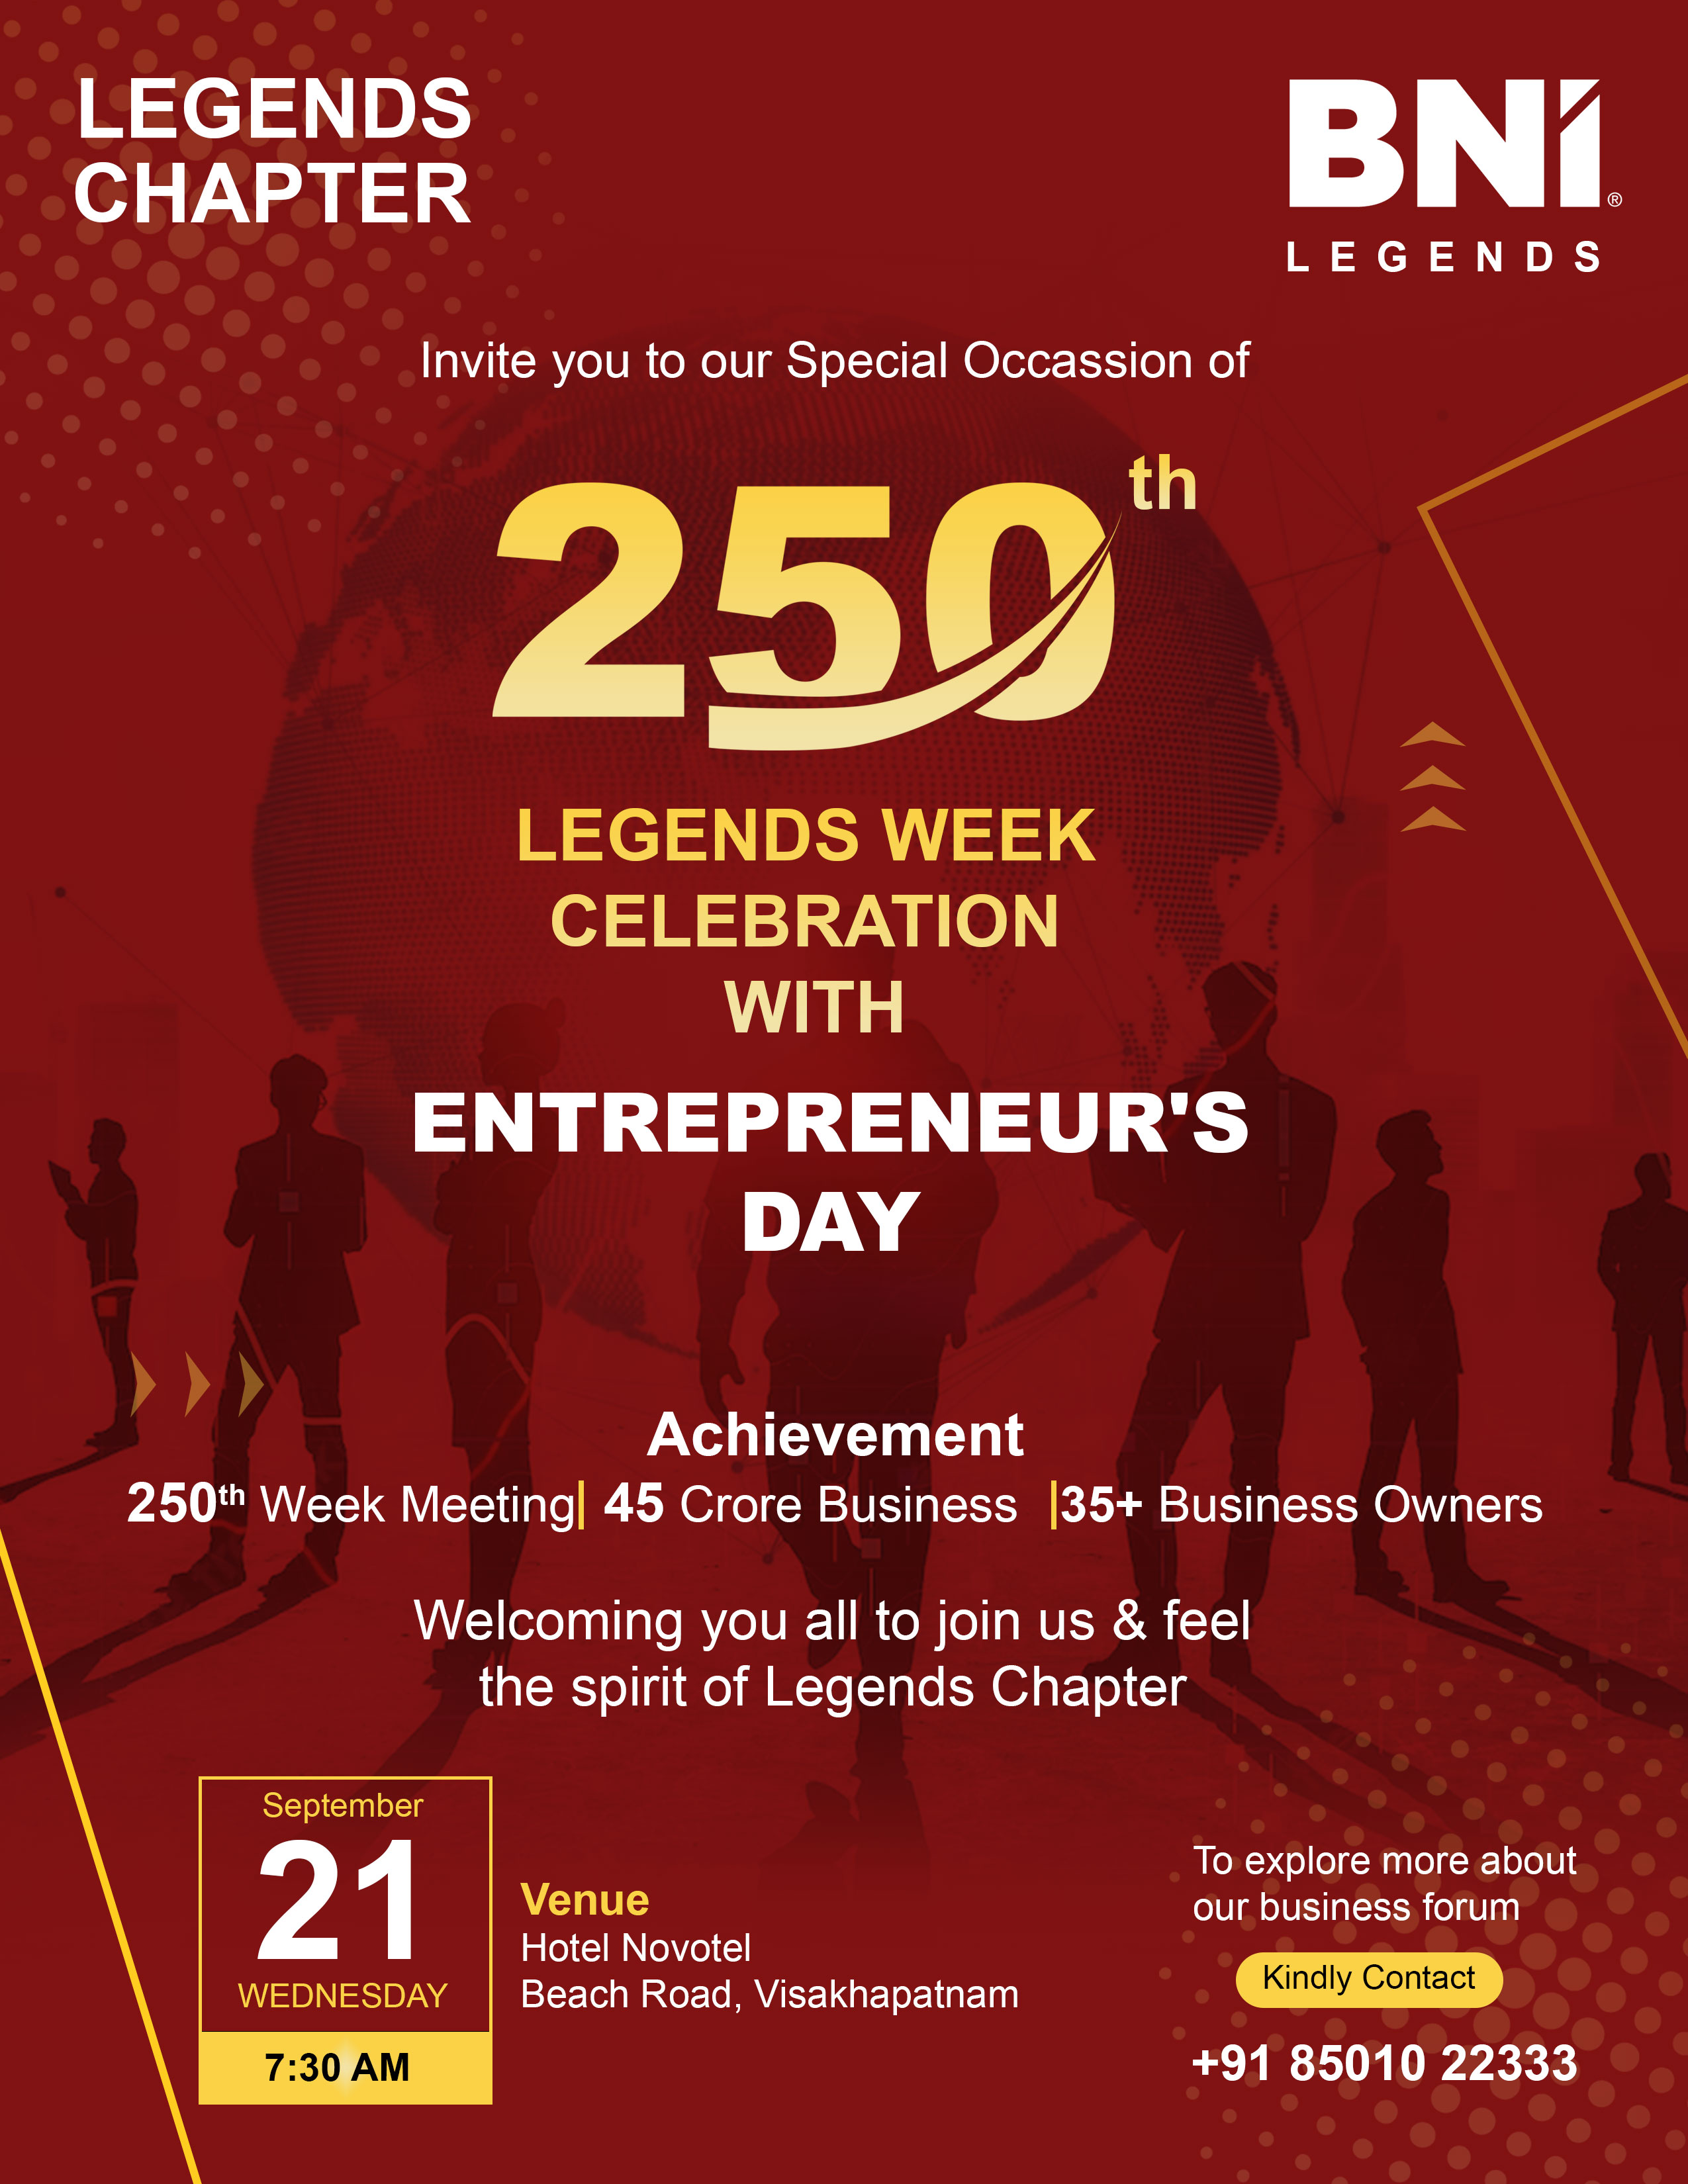 LEGENDS
CHAPTER
BNI®
LEGENDS
Invite you to our Special Occassion of
250th
LEGENDS WEEK
CELEBRATION
WITH
ENTREPRENEUR'S
DAY
Achievement
250th Week Meeting| 45 Crore Business |35+ Business Owners
Welcoming you all to join us & feel
the spirit of Legends Chapter
September
21
WEDNESDAY
7:30 AM
Venue
Hotel Novotel
Beach Road, Visakhapatnam
To explore more about
our business forum
Kindly Contact
+91 85010 22333